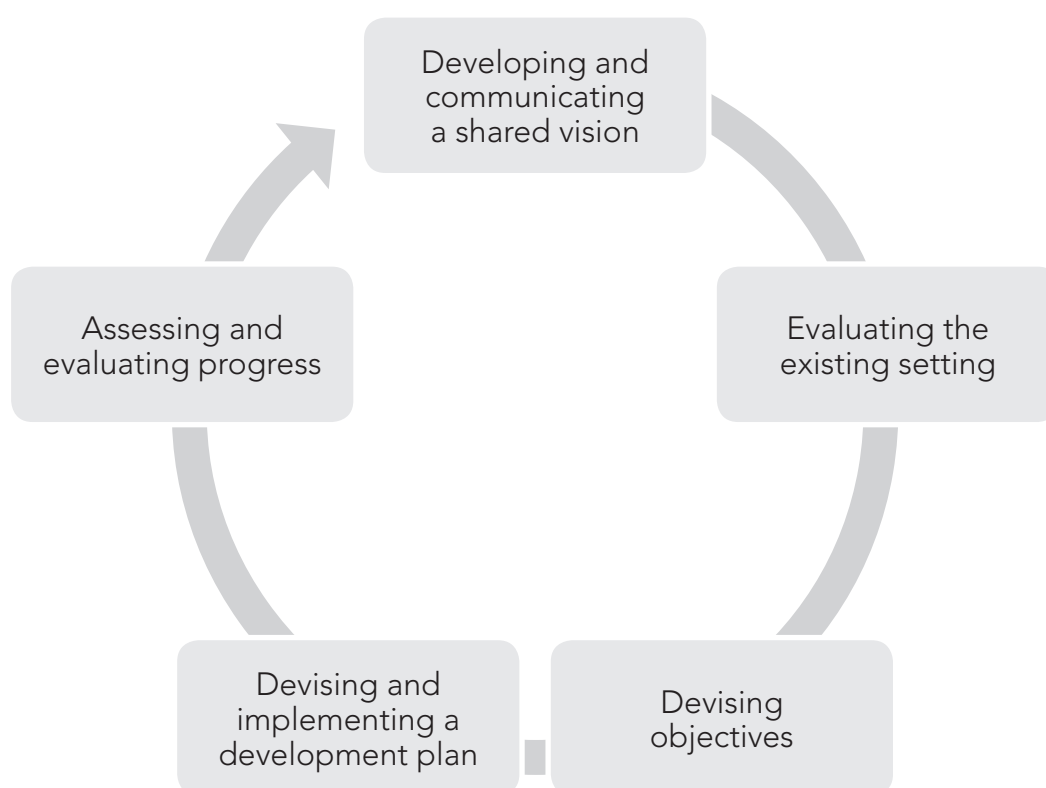 Developing and
communicating
a shared vision
Evaluating the
existing setting
Devising
objectives
Devising and
implementing a
development plan
Assessing and
evaluating progress